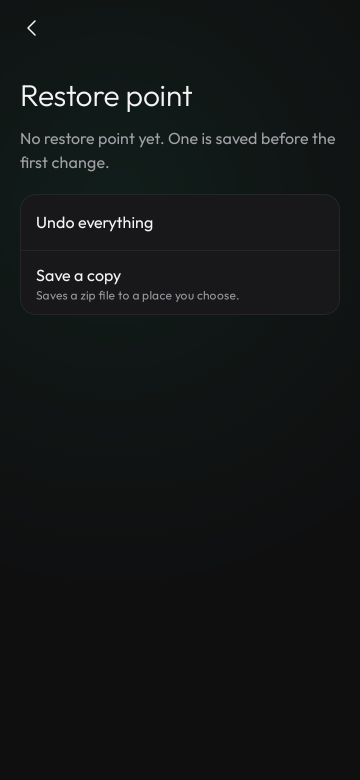 Restore point
No restore point yet. One is saved before the
first change.
Undo everything
Save a copy
Saves a zip file to a place you choose.